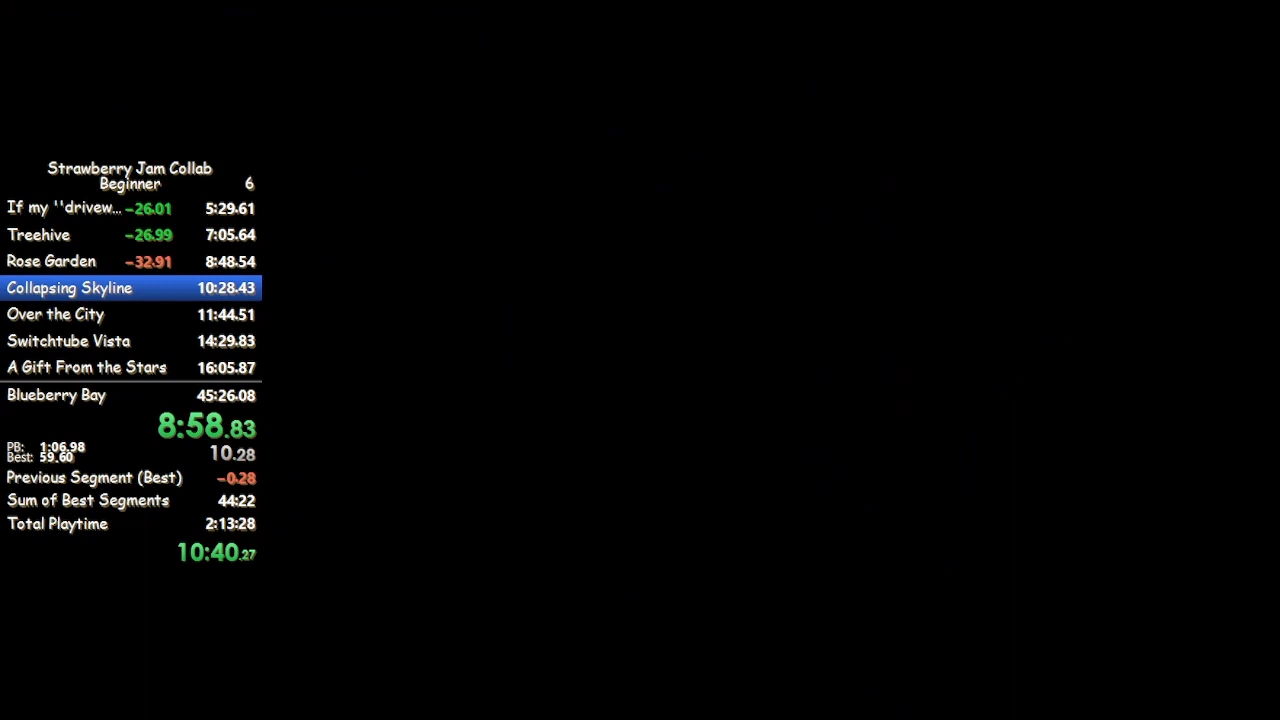 Strawberry Jam Collab
Beginner 6
If my ''drivew... -26.01 5:29.61
Treehive -26.99 7:05.64
Rose Garden -32.91 8:48.54
Collapsing Skyline 10:28.43
Over the City 11:44.51
Switchtube Vista 14:29.83
A Gift From the Stars 16:05.87
Blueberry Bay 45:26.08
8:58.83
PB: 1:06.98
Best: 59.60 10.28
Previous Segment (Best) -0.28
Sum of Best Segments 44:22
Total Playtime 2:13:28
10:40.27